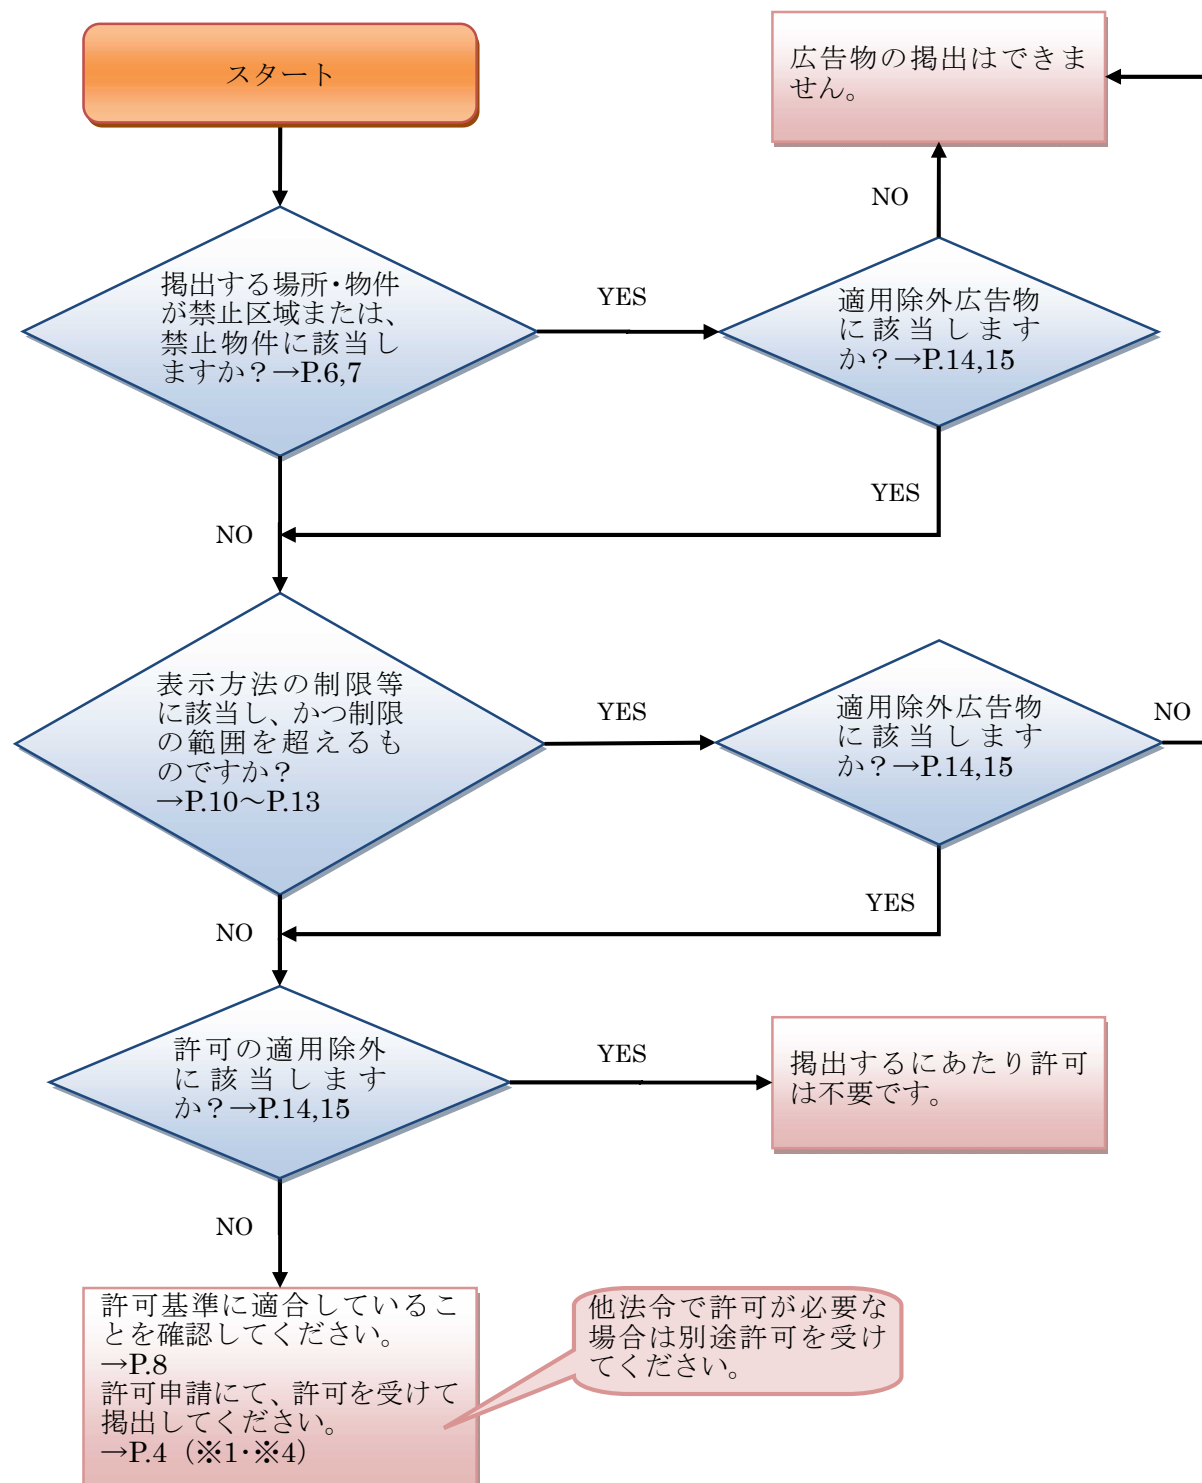 スタート
広告物の掲出はできま
せん。
NO
掲出する場所・物件
が禁止区域または、
禁止物件に該当し
ますか？→P.6,7
YES
適用除外広告物
に該当します
か？→P.14,15
YES
NO
表示方法の制限等
に該当し、かつ制限
の範囲を超えるも
のですか？
→P.10～P.13
YES
適用除外広告物
に該当します
か？→P.14,15
NO
YES
NO
許可の適用除外
に該当します
か？→P.14,15
YES
掲出するにあたり許可
は不要です。
NO
許可基準に適合しているこ
とを確認してください。
→P.8
許可申請にて、許可を受けて
掲出してください。
→P.4（※1・※4）
他法令で許可が必要な
場合は別途許可を受け
てください。